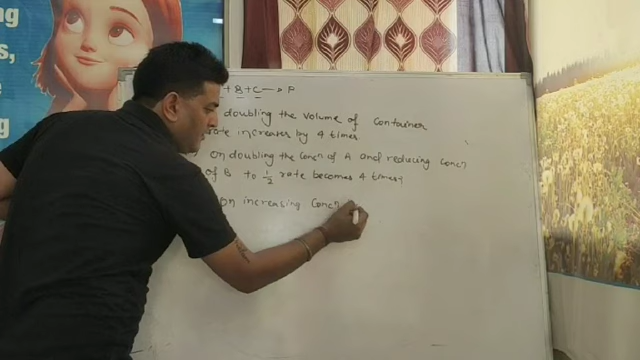 + B + C → P
doubling the volume of container
rate increases by 4 times.
on doubling the concn of A and reducing concn
of B to 1/2 rate becomes 4 times
on increasing concn